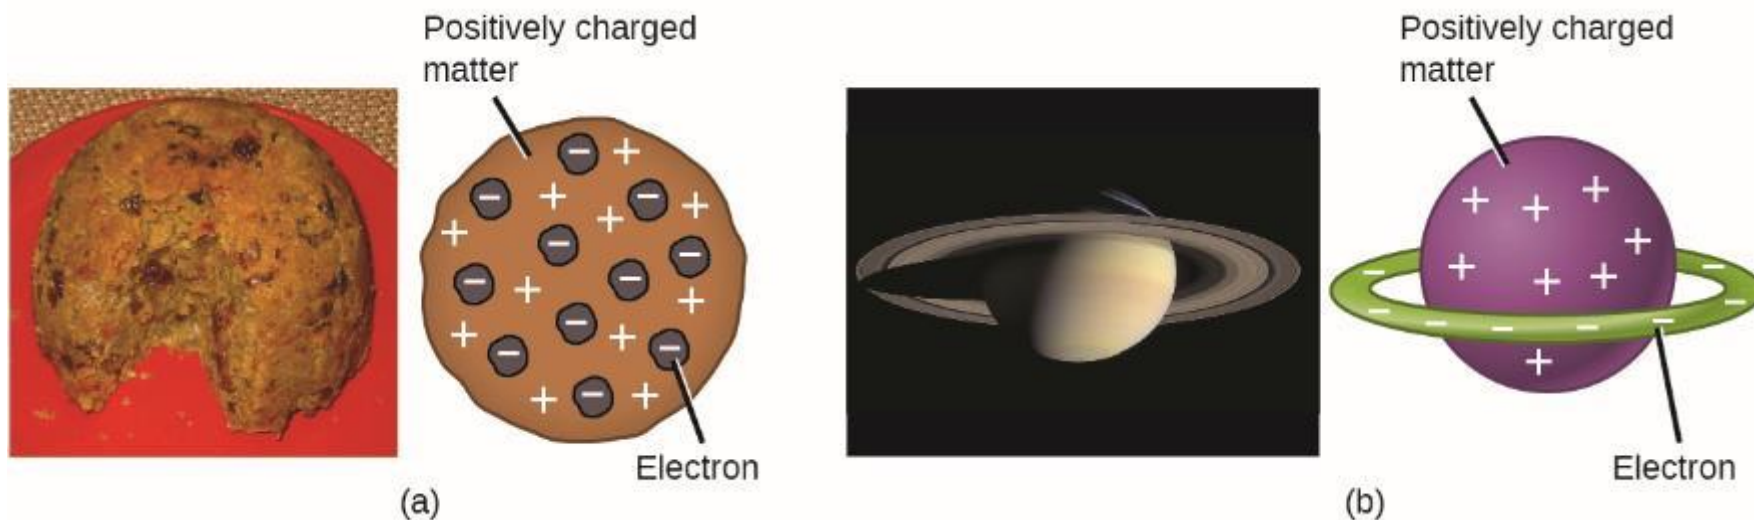 Positively charged
matter
Electron
(a)
Positively charged
matter
Electron
(b)